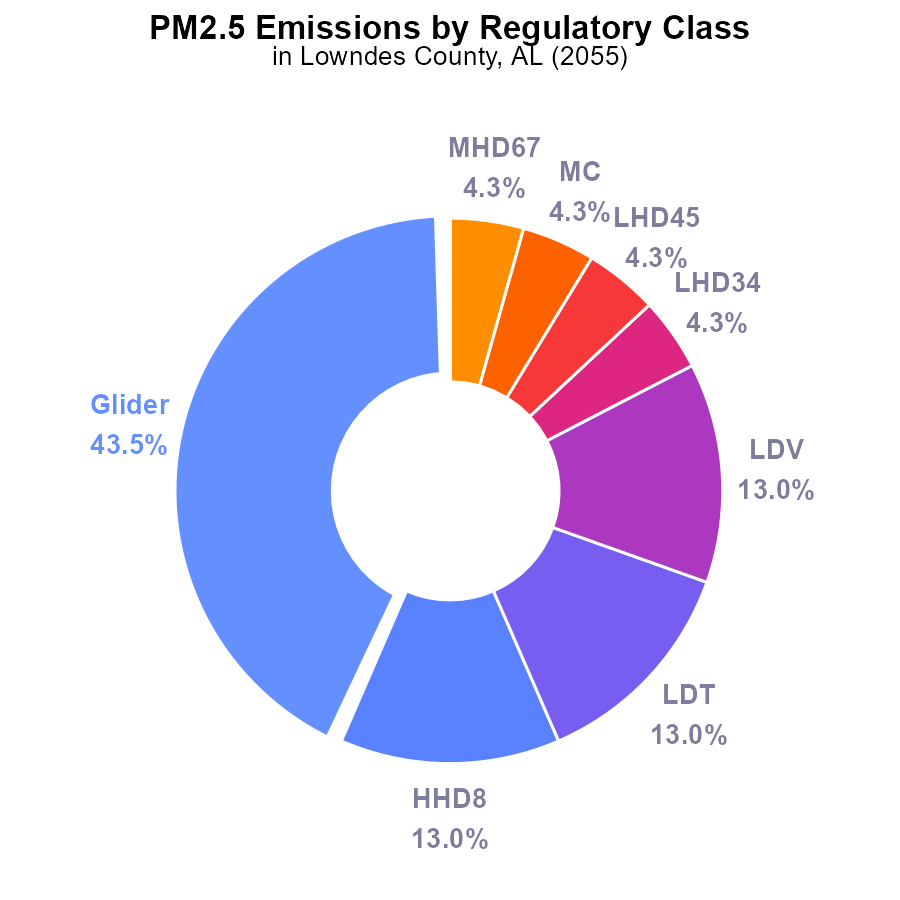 PM2.5 Emissions by Regulatory Class
in Lowndes County, AL (2055)
MHD67
4.3%
MC
4.3%
LHD45
4.3%
LHD34
4.3%
LDV
13.0%
LDT
13.0%
HHD8
13.0%
Glider
43.5%